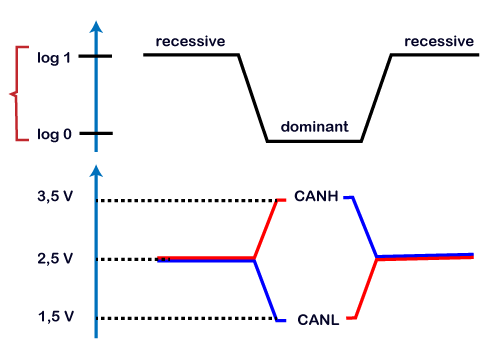 recessive
recessive
log 1
dominant
log 0
3,5 V
CANH
2,5 V
1,5 V
CANL